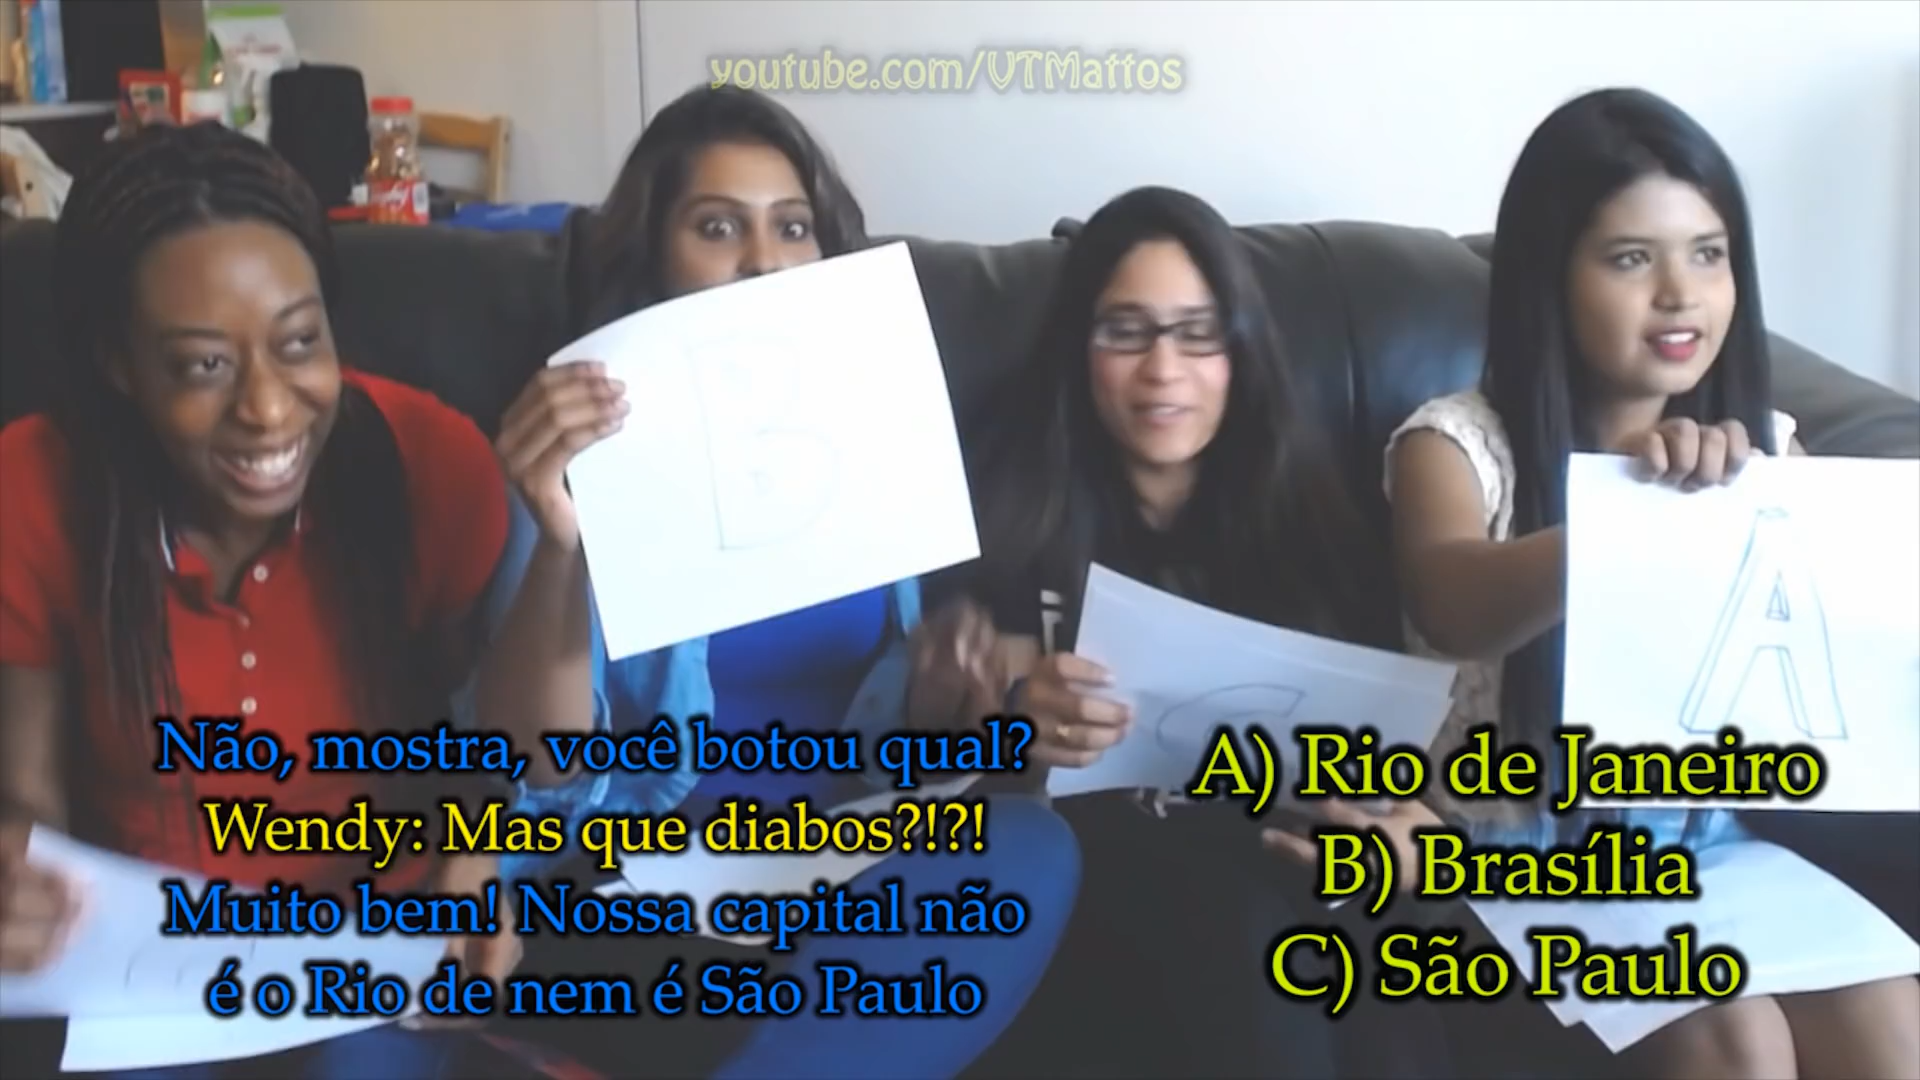 youtube.com/VTMattos
B
C
A
Não, mostra, você botou qual?
Wendy: Mas que diabos?!?!
Muito bem! Nossa capital não
é o Rio de nem é São Paulo
A) Rio de Janeiro
B) Brasília
C) São Paulo